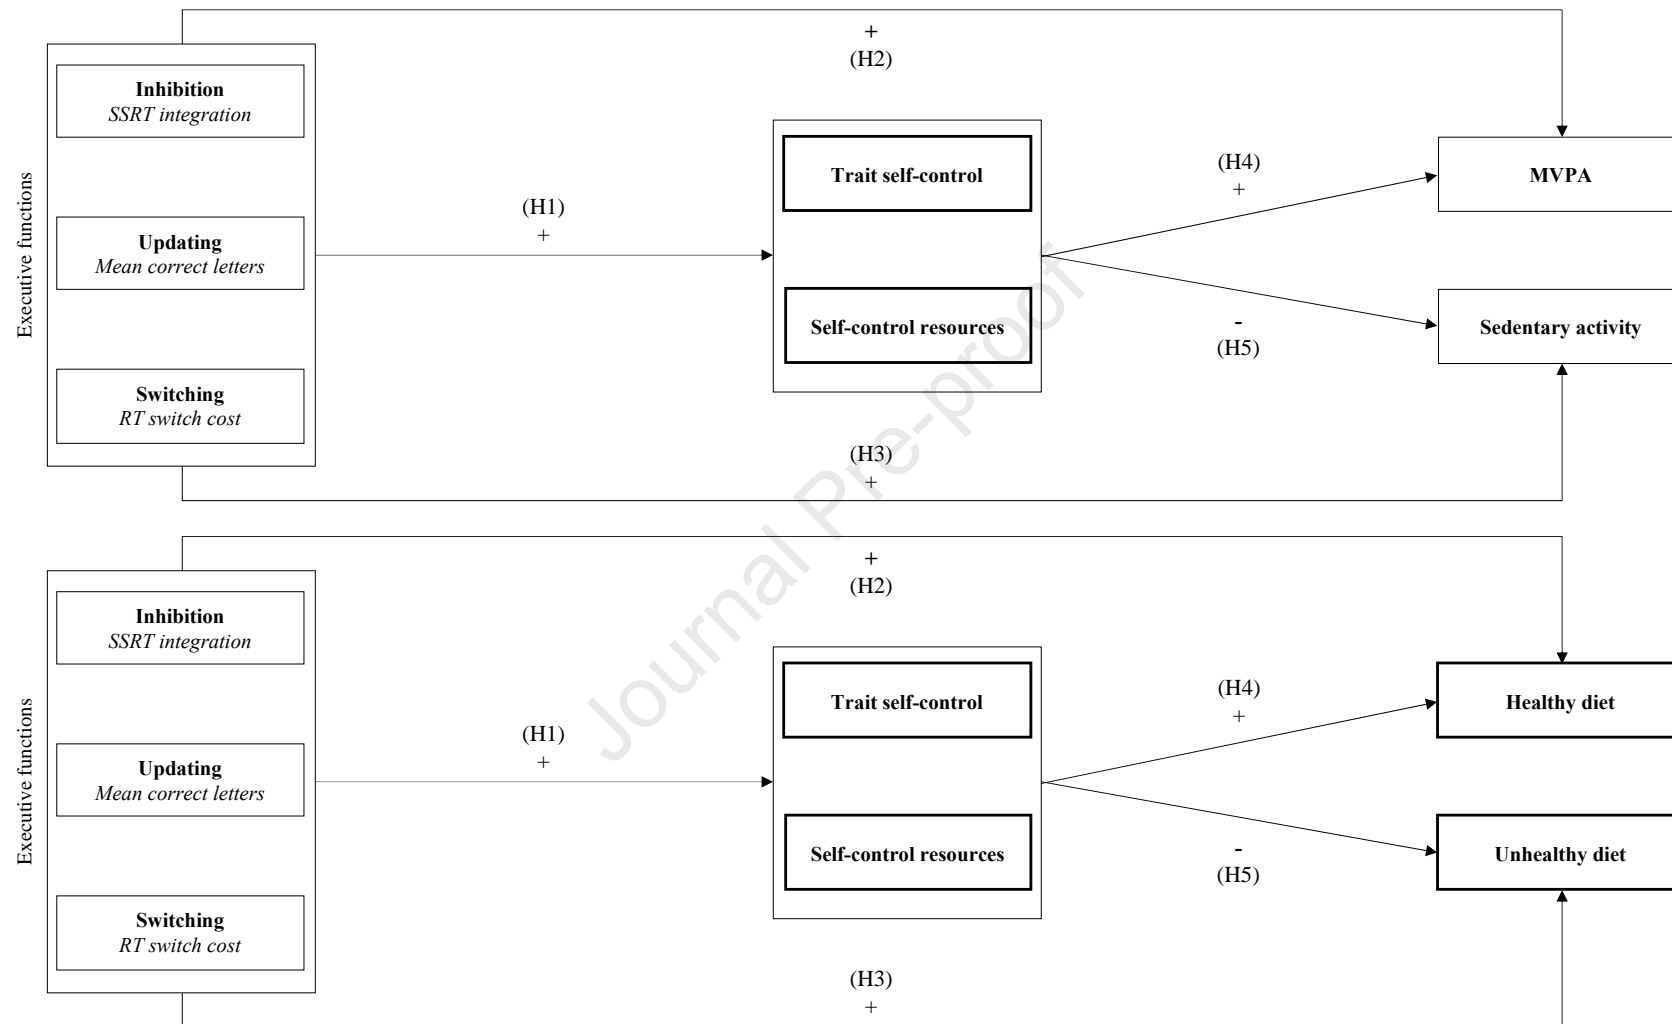 +
(H2)
Inhibition
SSRT integration
Executive functions
Updating
Mean correct letters
Switching
RT switch cost
(H1)
+
Trait self-control
Self-control resources
(H4)
+
-
(H5)
MVPA
Sedentary activity
(H3)
+
Journal Pre-proof
+
(H2)
Inhibition
SSRT integration
Executive functions
Updating
Mean correct letters
Switching
RT switch cost
(H1)
+
Trait self-control
Self-control resources
(H4)
+
-
(H5)
Healthy diet
Unhealthy diet
(H3)
+